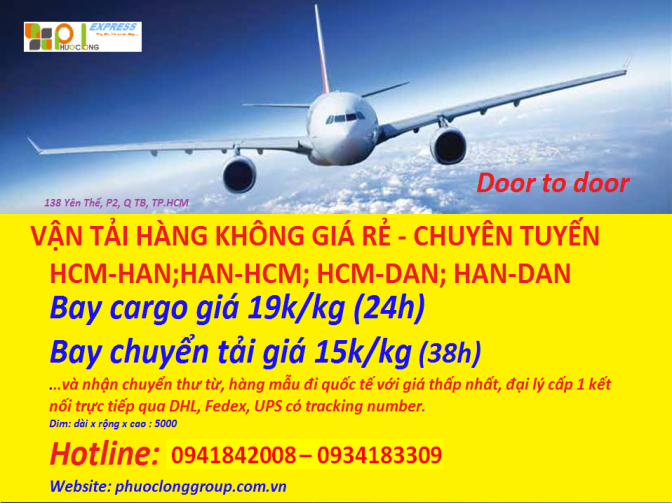 EXPRESS
PHUOCLONG
Door to door
138 Yên Thế, P2, Q TB, TP.HCM
VẬN TẢI HÀNG KHÔNG GIÁ RẺ - CHUYÊN TUYẾN
HCM-HAN;HAN-HCM; HCM-DAN; HAN-DAN
Bay cargo giá 19k/kg (24h)
Bay chuyển tải giá 15k/kg (38h)
...và nhận chuyển thư từ, hàng mẫu đi quốc tế với giá thấp nhất, đại lý cấp 1 kết
nối trực tiếp qua DHL, Fedex, UPS có tracking number.
Dim: dài x rộng x cao : 5000
Hotline: 0941842008 – 0934183309
Website: phuoclonggroup.com.vn